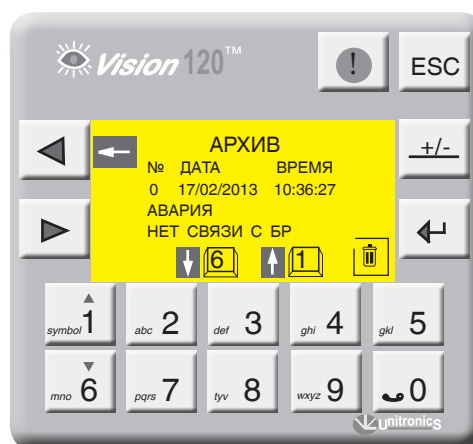 Vision 120™
!
ESC
АРХИВ
+/-
№ ДАТА ВРЕМЯ
0 17/02/2013 10:36:27
АВАРИЯ
НЕТ СВЯЗИ С БР
6 1
symbol 1
abc 2
def 3
ghi 4
gkl 5
mno 6
pqrs 7
tyv 8
wxyz 9
0
unitronics